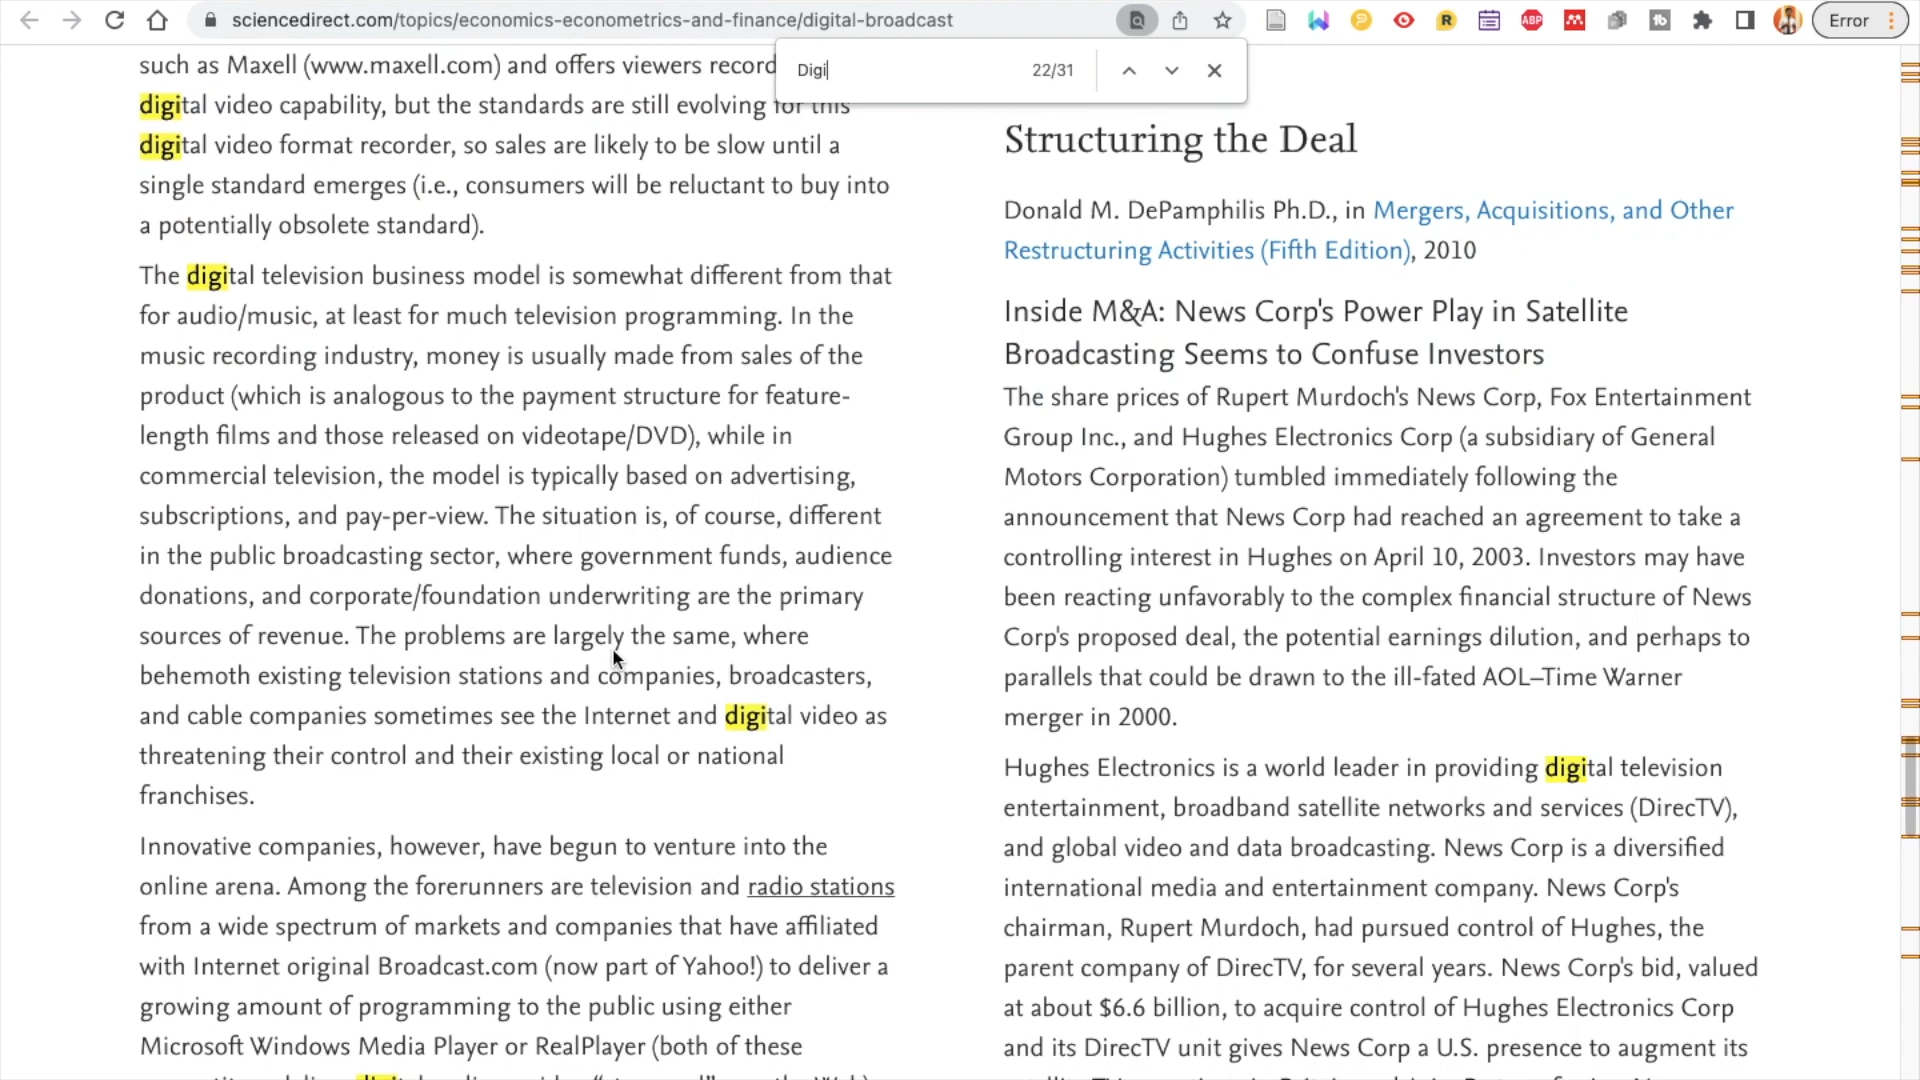 sciencedirect.com/topics/economics-econometrics-and-finance/digital-broadcast
Error
Digi
22/31
such as Maxell (www.maxell.com) and offers viewers record
digital video capability, but the standards are still evolving for this
digital video format recorder, so sales are likely to be slow until a
single standard emerges (i.e., consumers will be reluctant to buy into
a potentially obsolete standard).
The digital television business model is somewhat different from that
for audio/music, at least for much television programming. In the
music recording industry, money is usually made from sales of the
product (which is analogous to the payment structure for feature-
length films and those released on videotape/DVD), while in
commercial television, the model is typically based on advertising,
subscriptions, and pay-per-view. The situation is, of course, different
in the public broadcasting sector, where government funds, audience
donations, and corporate/foundation underwriting are the primary
sources of revenue. The problems are largely the same, where
behemoth existing television stations and companies, broadcasters,
and cable companies sometimes see the Internet and digital video as
threatening their control and their existing local or national
franchises.
Innovative companies, however, have begun to venture into the
online arena. Among the forerunners are television and radio stations
from a wide spectrum of markets and companies that have affiliated
with Internet original Broadcast.com (now part of Yahoo!) to deliver a
growing amount of programming to the public using either
Microsoft Windows Media Player or RealPlayer (both of these
Structuring the Deal
Donald M. DePamphilis Ph.D., in Mergers, Acquisitions, and Other
Restructuring Activities (Fifth Edition), 2010
Inside M&A: News Corp's Power Play in Satellite
Broadcasting Seems to Confuse Investors
The share prices of Rupert Murdoch's News Corp, Fox Entertainment
Group Inc., and Hughes Electronics Corp (a subsidiary of General
Motors Corporation) tumbled immediately following the
announcement that News Corp had reached an agreement to take a
controlling interest in Hughes on April 10, 2003. Investors may have
been reacting unfavorably to the complex financial structure of News
Corp's proposed deal, the potential earnings dilution, and perhaps to
parallels that could be drawn to the ill-fated AOL–Time Warner
merger in 2000.
Hughes Electronics is a world leader in providing digital television
entertainment, broadband satellite networks and services (DirecTV),
and global video and data broadcasting. News Corp is a diversified
international media and entertainment company. News Corp's
chairman, Rupert Murdoch, had pursued control of Hughes, the
parent company of DirecTV, for several years. News Corp's bid, valued
at about $6.6 billion, to acquire control of Hughes Electronics Corp
and its DirecTV unit gives News Corp a U.S. presence to augment its